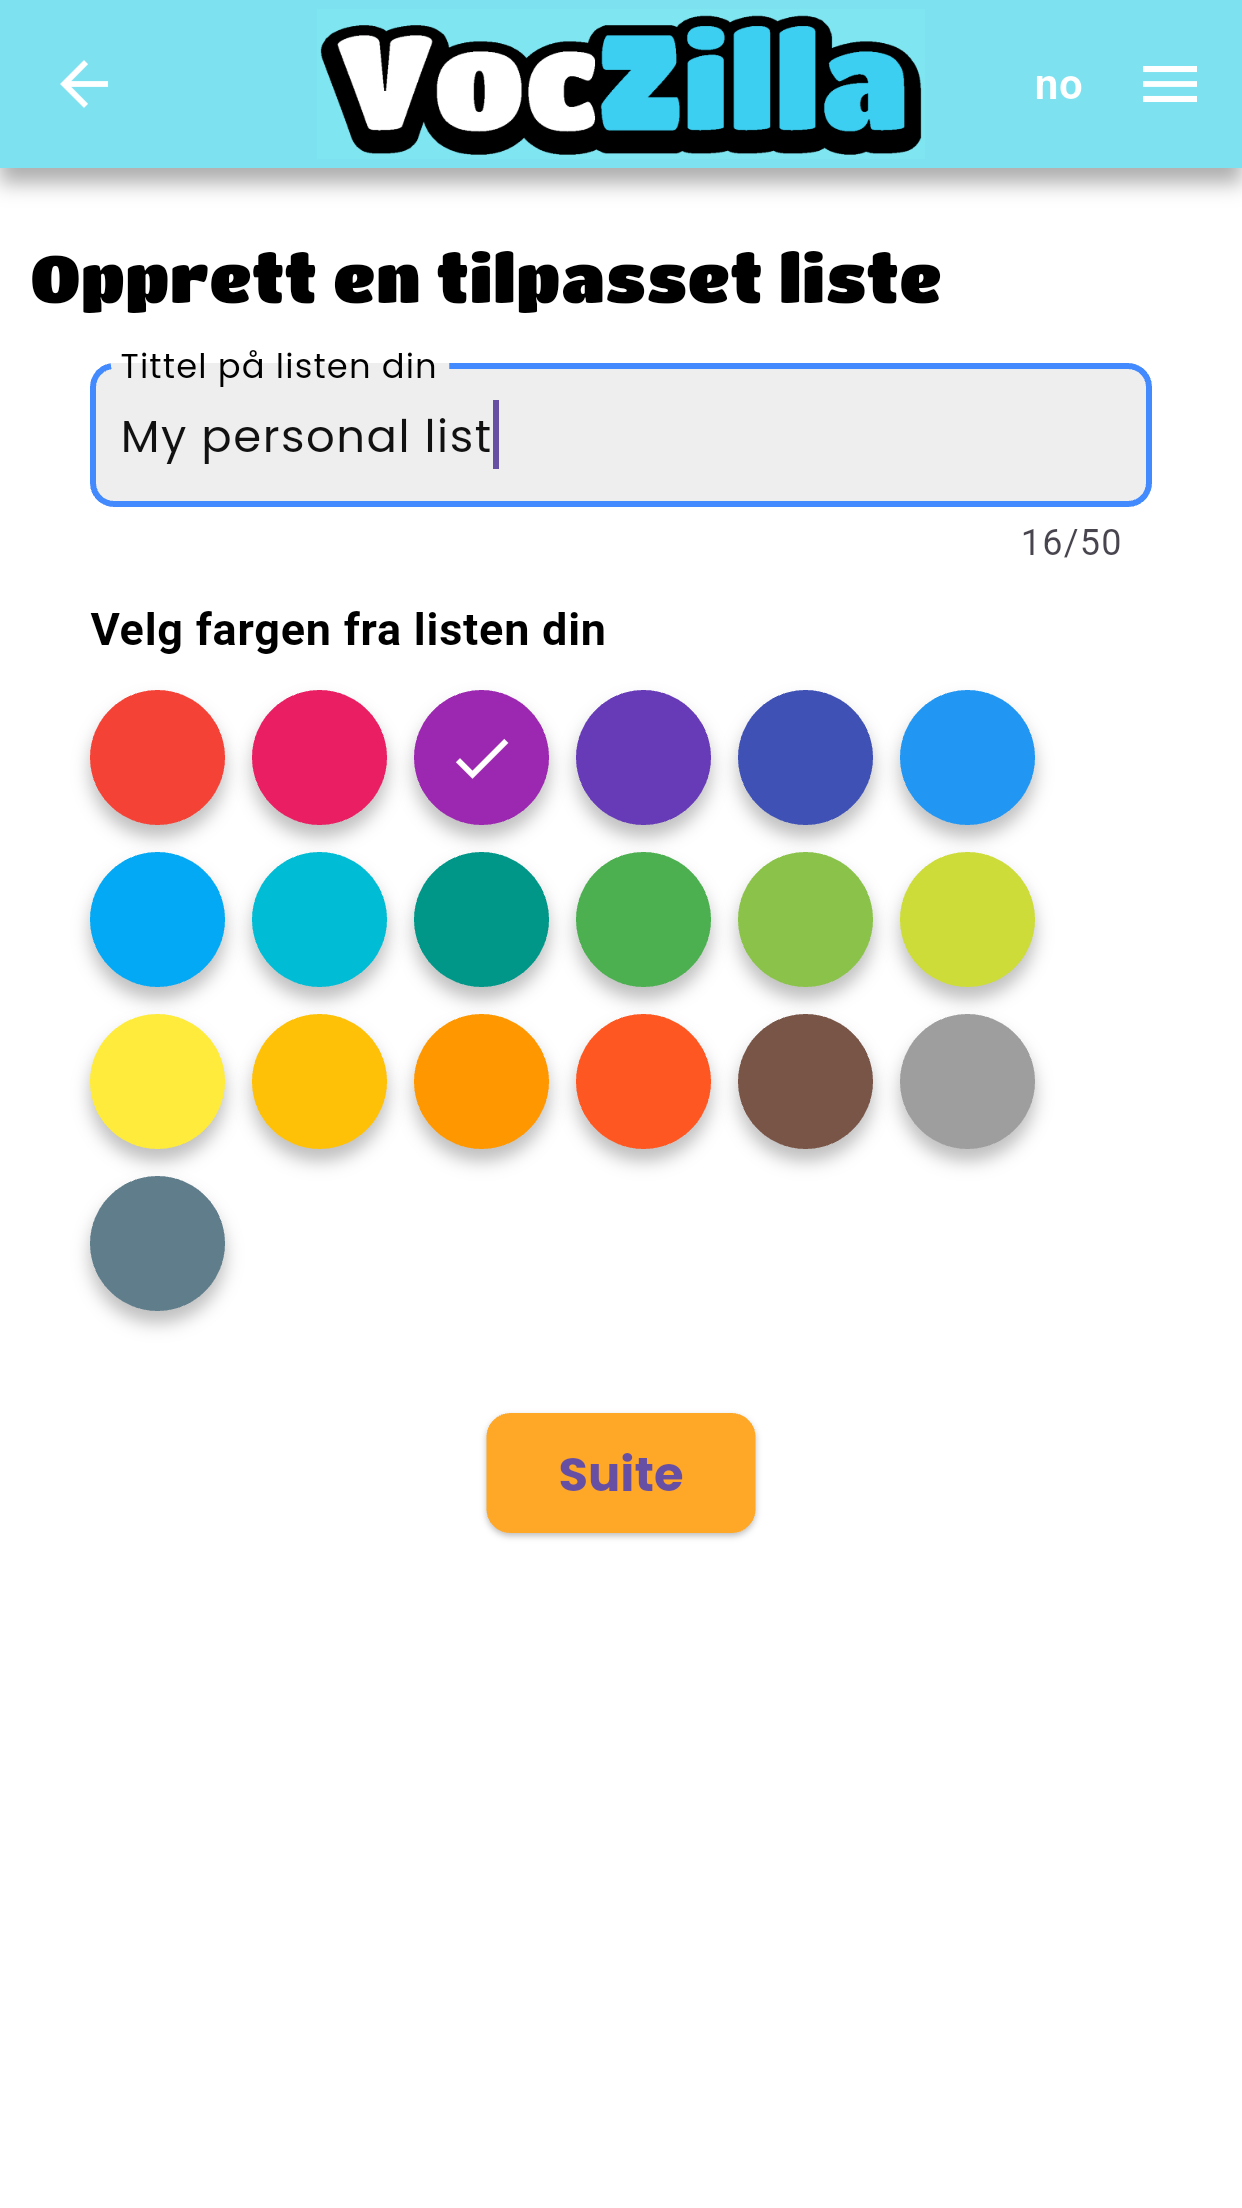 VocZilla
no
Opprett en tilpasset liste
Tittel på listen din
My personal list
16/50
Velg fargen fra listen din
Suite